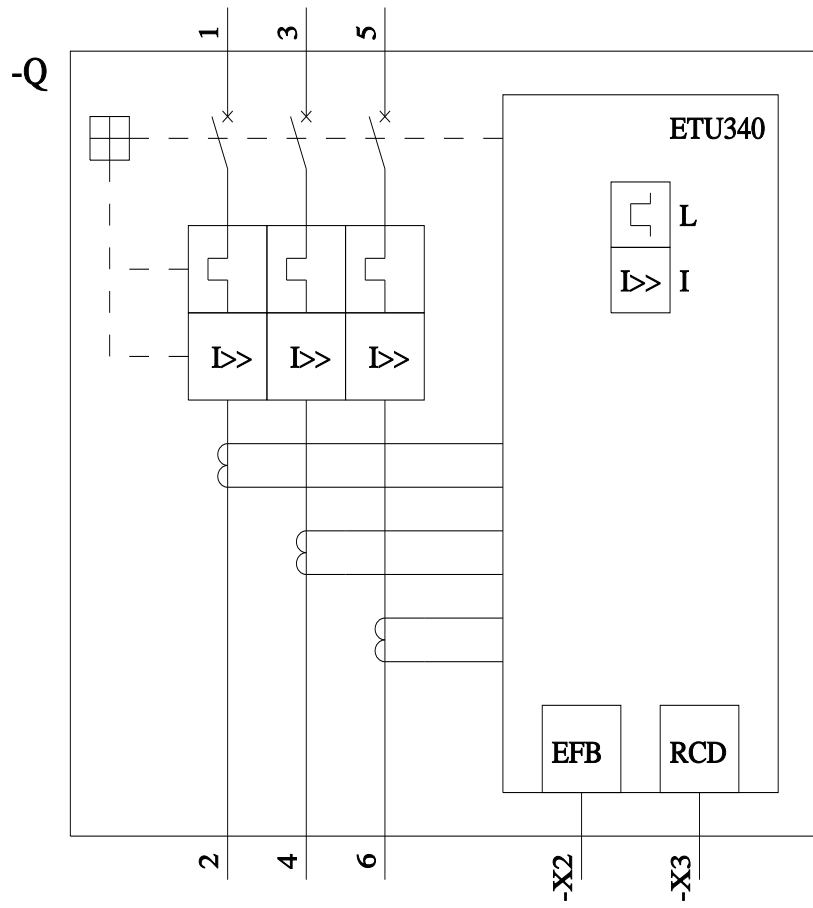 1 3 5
-Q
ETU340
L
I>> I
I>> I>> I>>
EFB RCD
2 4 6 -X2 -X3